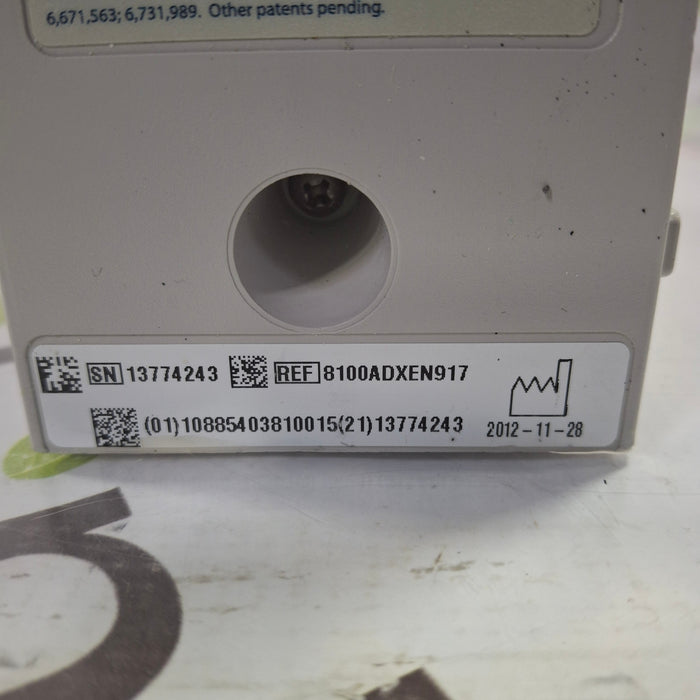 6,671,563; 6,731,989. Other patents pending.
SN 13774243 REF 8100ADXEN917
(01)10885403810015(21)13774243
2012-11-28